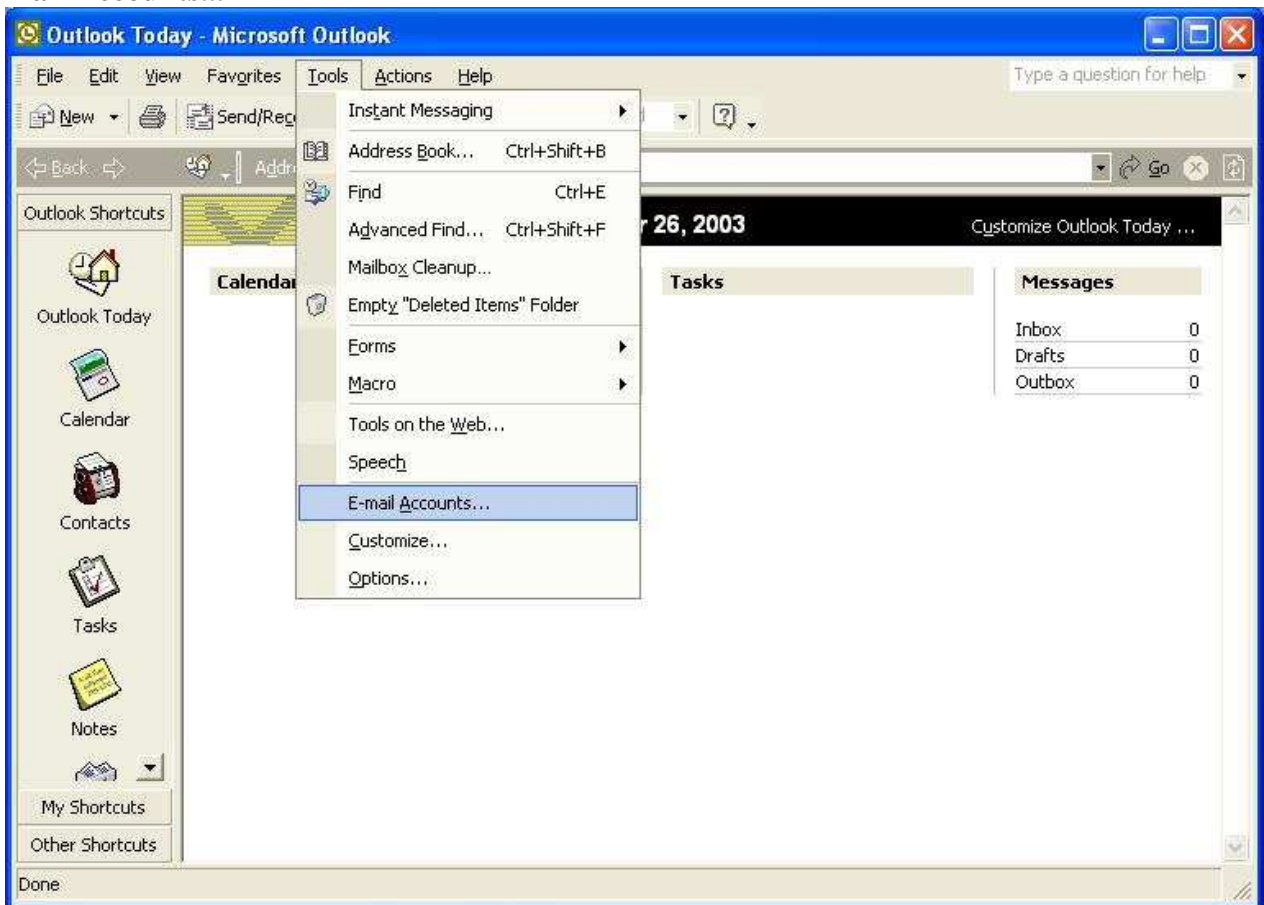 Outlook Today - Microsoft Outlook
File Edit View Favorites Tools Actions Help Type a question for help
New Send/Rec
Back Addr Go
Outlook Shortcuts
Outlook Today
Calendar
Contacts
Tasks
Notes
My Shortcuts
Other Shortcuts
Instant Messaging
Address Book... Ctrl+Shift+B
Find Ctrl+E
Advanced Find... Ctrl+Shift+F
Mailbox Cleanup...
Empty "Deleted Items" Folder
Forms
Macro
Tools on the Web...
Speech
E-mail Accounts...
Customize...
Options...
r 26, 2003 Customize Outlook Today ...
Calendar Tasks Messages
Inbox 0
Drafts 0
Outbox 0
Done